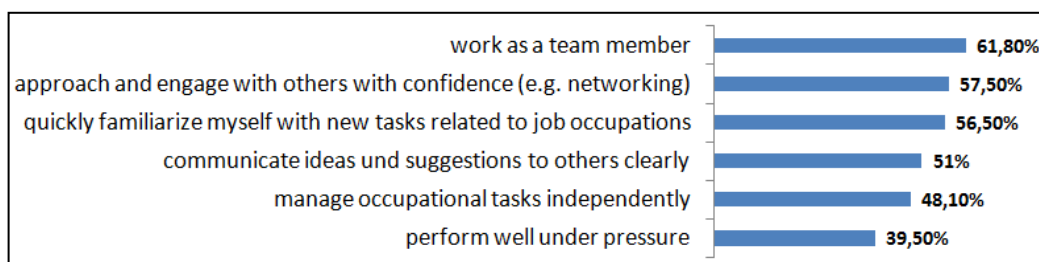 work as a team member 61,80%
approach and engage with others with confidence (e.g. networking) 57,50%
quickly familiarize myself with new tasks related to job occupations 56,50%
communicate ideas und suggestions to others clearly 51%
manage occupational tasks independently 48,10%
perform well under pressure 39,50%